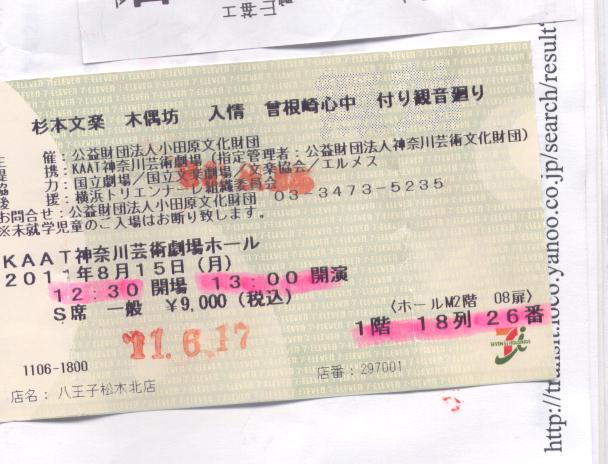 杉本文楽 木偶坊 入情 曾根崎心中 付り観音廻り
主 催：公益財団法人小田原文化財団
提 携：KAAT神奈川芸術劇場（指定管理者：公益財団法人神奈川芸術文化財団）
協 力：国立劇場／国立文楽劇場／文楽協会／エルメス
後 援：横浜トリエンナーレ組織委員会
お問合せ：公益財団法人小田原文化財団 03-3473-5235
※未就学児童のご入場はお断り致します。
KAAT神奈川芸術劇場ホール
2011年8月15日（月）
12:30 開場 13:00 開演
S席 一般 ¥9,000（税込）
〈ホールM2階 08扉〉
1階 18列 26番
'11.6.17
1106-1800
店番：297001
店名：八王子松木北店
http://transit.loco.yahoo.co.jp/search/result